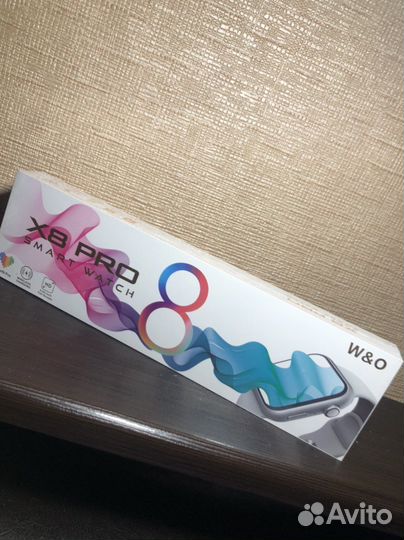 X8 PRO
SMART WATCH
8
W&O
Avito